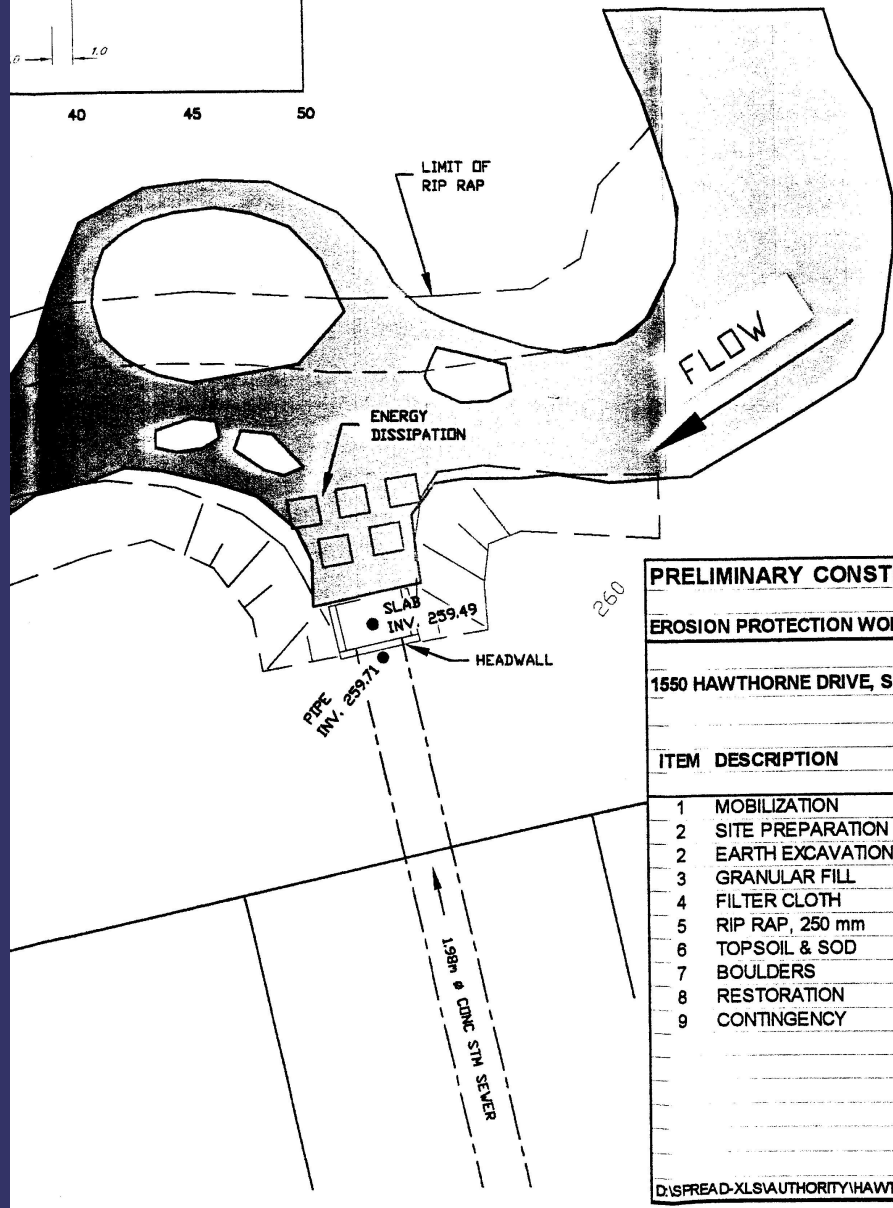 1.0
40 45 50
LIMIT OF
RIP RAP
FLOW
ENERGY
DISSIPATION
SLAB
INV. 259.49
HEADWALL
PIPE
INV. 259.71
260
1.98m ø CONC STM SEWER
PRELIMINARY CONST
EROSION PROTECTION WO
1550 HAWTHORNE DRIVE, S
ITEM DESCRIPTION
1 MOBILIZATION
2 SITE PREPARATION
2 EARTH EXCAVATION
3 GRANULAR FILL
4 FILTER CLOTH
5 RIP RAP, 250 mm
6 TOPSOIL & SOD
7 BOULDERS
8 RESTORATION
9 CONTINGENCY
D:\SPREAD-XLS\AUTHORITY\HAWT